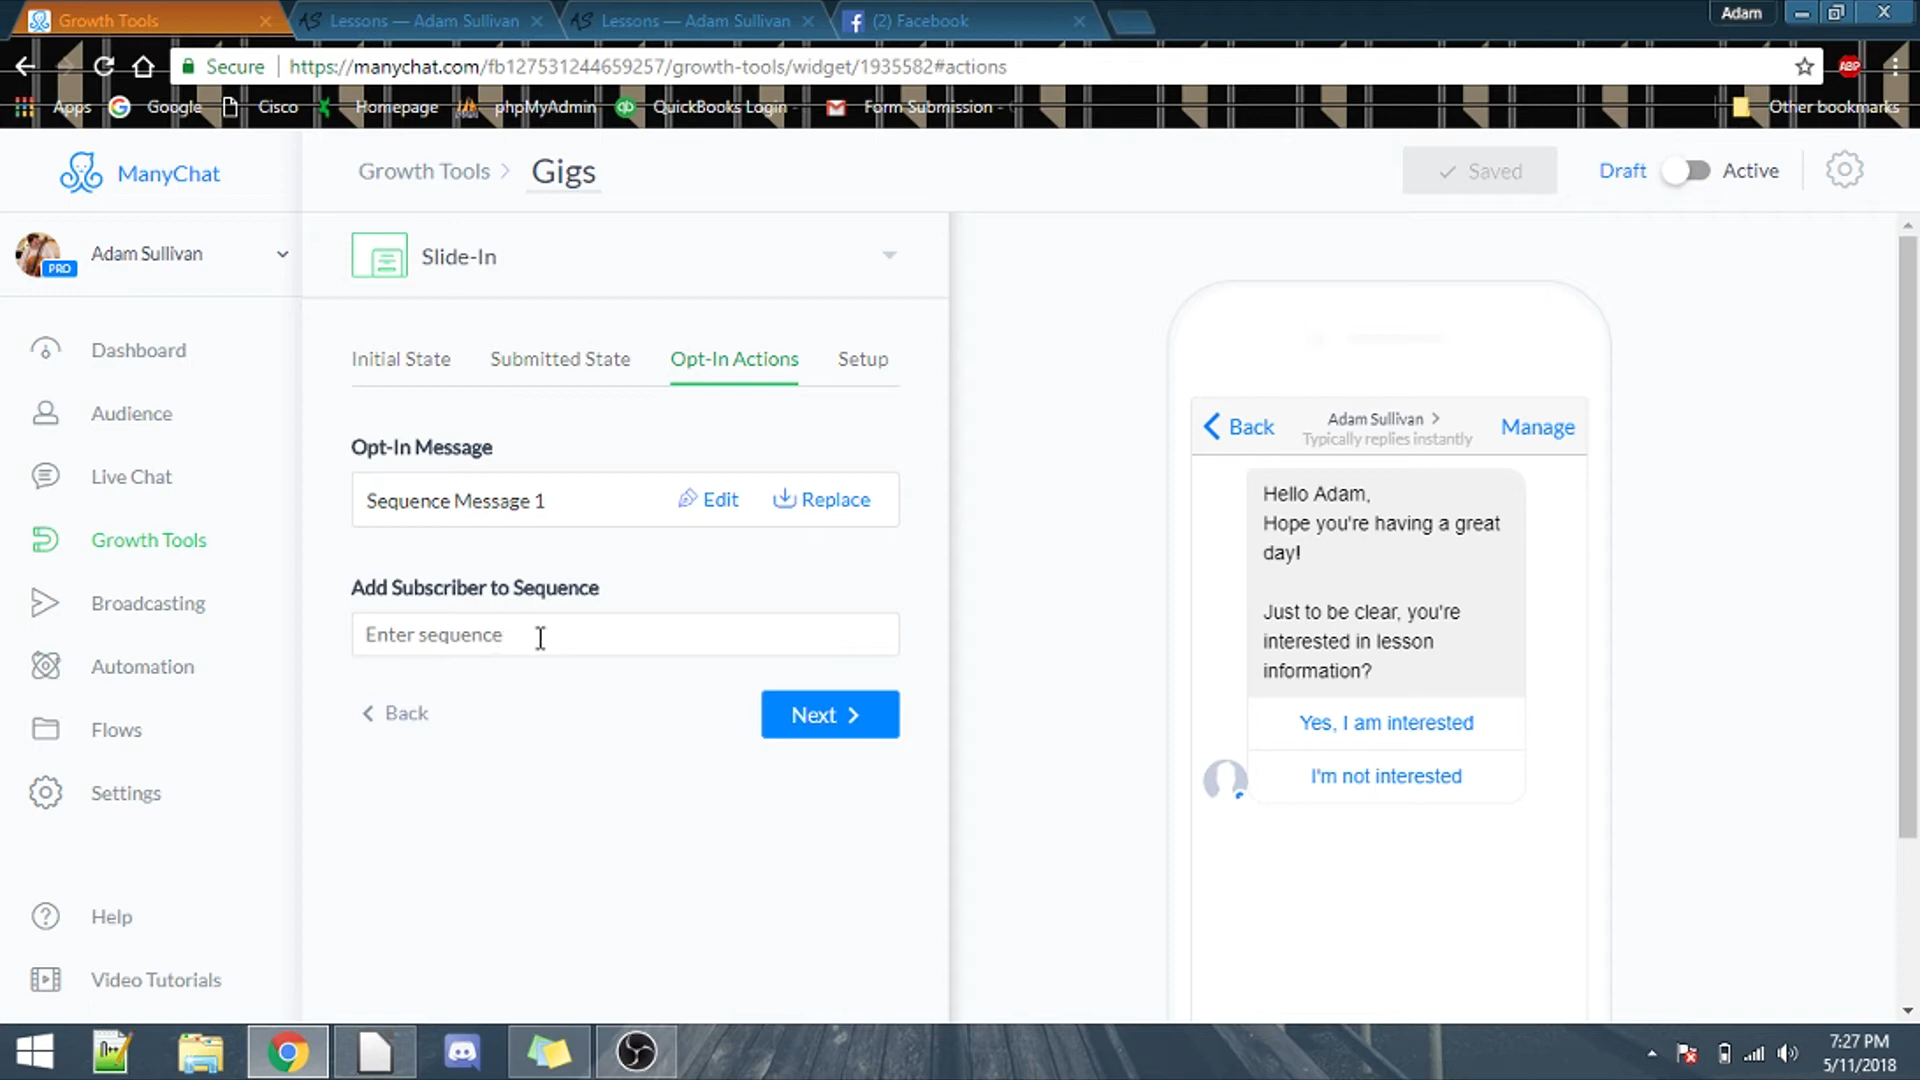 Growth Tools
AS Lessons — Adam Sullivan
AS Lessons — Adam Sullivan
(2) Facebook
Adam
Secure
https://manychat.com/fb127531244659257/growth-tools/widget/1935582#actions
ABP
Apps
Google
Cisco
Homepage
phpMyAdmin
QuickBooks Login -
Form Submission -
Other bookmarks
ManyChat
Growth Tools
Gigs
Saved
Draft
Active
Adam Sullivan
PRO
Slide-In
Dashboard
Audience
Live Chat
Growth Tools
Broadcasting
Automation
Flows
Settings
Help
Video Tutorials
Initial State
Submitted State
Opt-In Actions
Setup
Opt-In Message
Sequence Message 1
Edit
Replace
Add Subscriber to Sequence
Enter sequence
Back
Next
Back
Adam Sullivan
Typically replies instantly
Manage
Hello Adam,
Hope you're having a great
day!
Just to be clear, you're
interested in lesson
information?
Yes, I am interested
I'm not interested
7:27 PM
5/11/2018